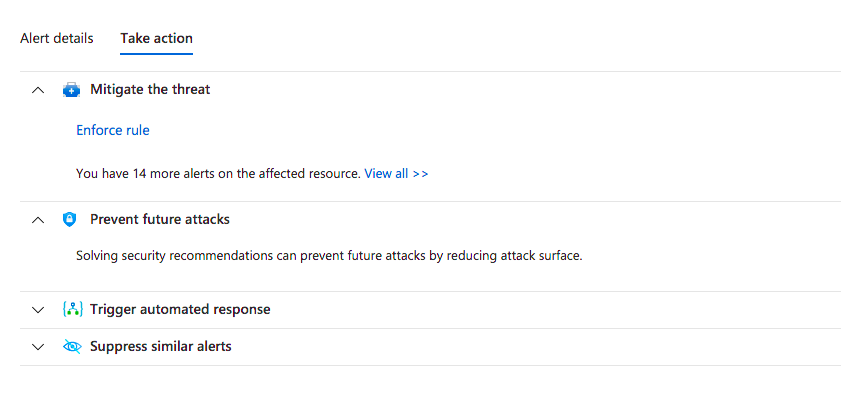 Alert details Take action
Mitigate the threat
Enforce rule
You have 14 more alerts on the affected resource. View all >>
Prevent future attacks
Solving security recommendations can prevent future attacks by reducing attack surface.
Trigger automated response
Suppress similar alerts